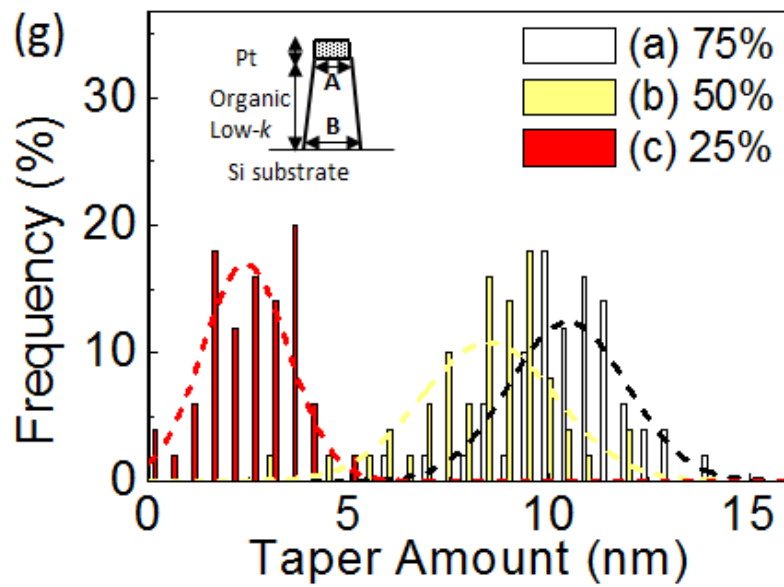 (g)
Pt
A
Organic
Low-k
B
Si substrate
(a) 75%
(b) 50%
(c) 25%
Frequency (%)
30
20
10
0
0 5 10 15
Taper Amount (nm)